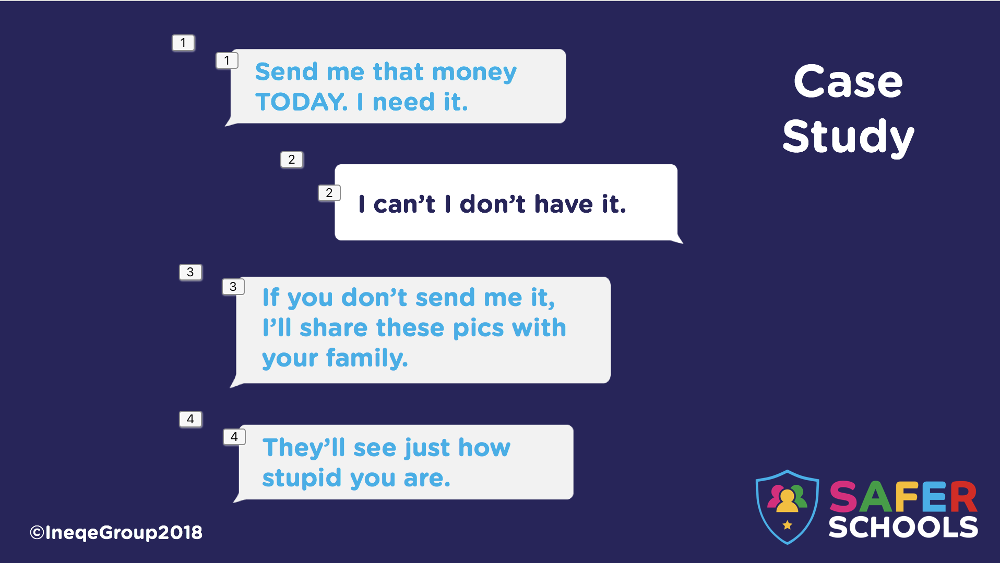 Case
Study
1
1
Send me that money
TODAY. I need it.
2
2
I can’t I don’t have it.
3
3
If you don’t send me it,
I’ll share these pics with
your family.
4
4
They’ll see just how
stupid you are.
©IneqeGroup2018
SAFER
SCHOOLS